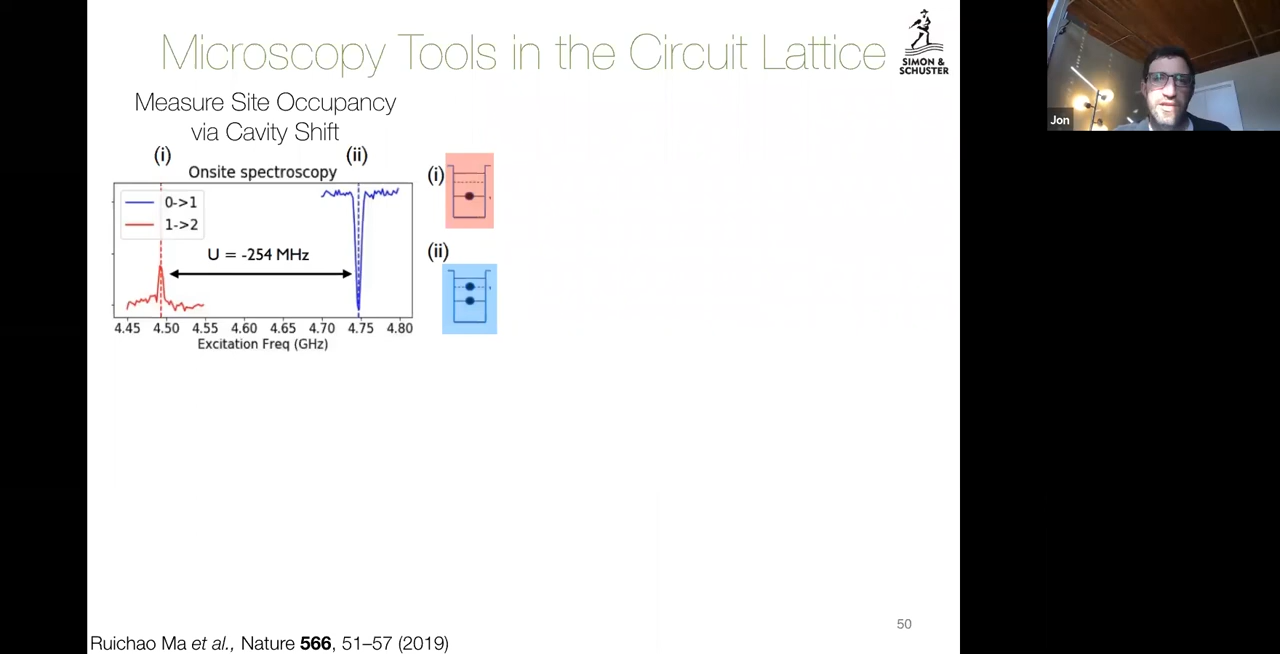 Microscopy Tools in the Circuit Lattice
SIMON &
SCHUSTER
Jon
Measure Site Occupancy
via Cavity Shift
(i)
(ii)
Onsite spectroscopy
0->1
1->2
U = -254 MHz
4.45 4.50 4.55 4.60 4.65 4.70 4.75 4.80
Excitation Freq (GHz)
(i)
(ii)
50
Ruichao Ma et al., Nature 566, 51–57 (2019)